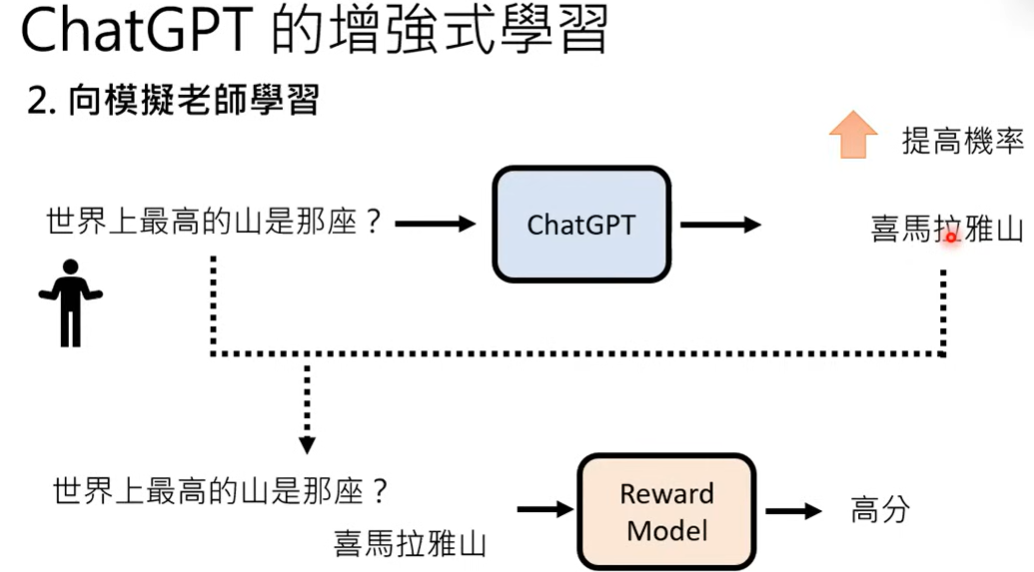 ChatGPT 的增強式學習
2. 向模擬老師學習
提高機率
世界上最高的山是那座？
ChatGPT
喜馬拉雅山
世界上最高的山是那座？
喜馬拉雅山
Reward
Model
高分